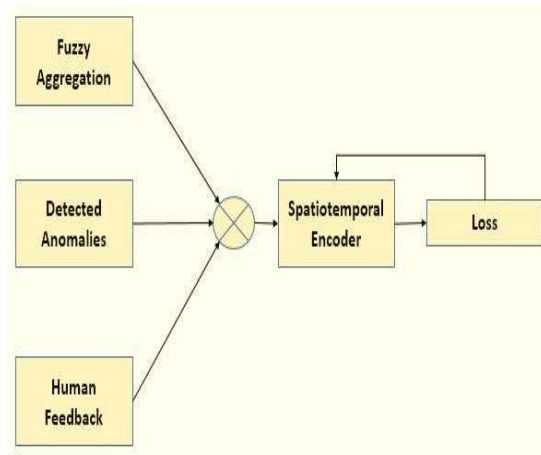 Fuzzy
Aggregation
Detected
Anomalies
Human
Feedback
Spatiotemporal
Encoder
Loss